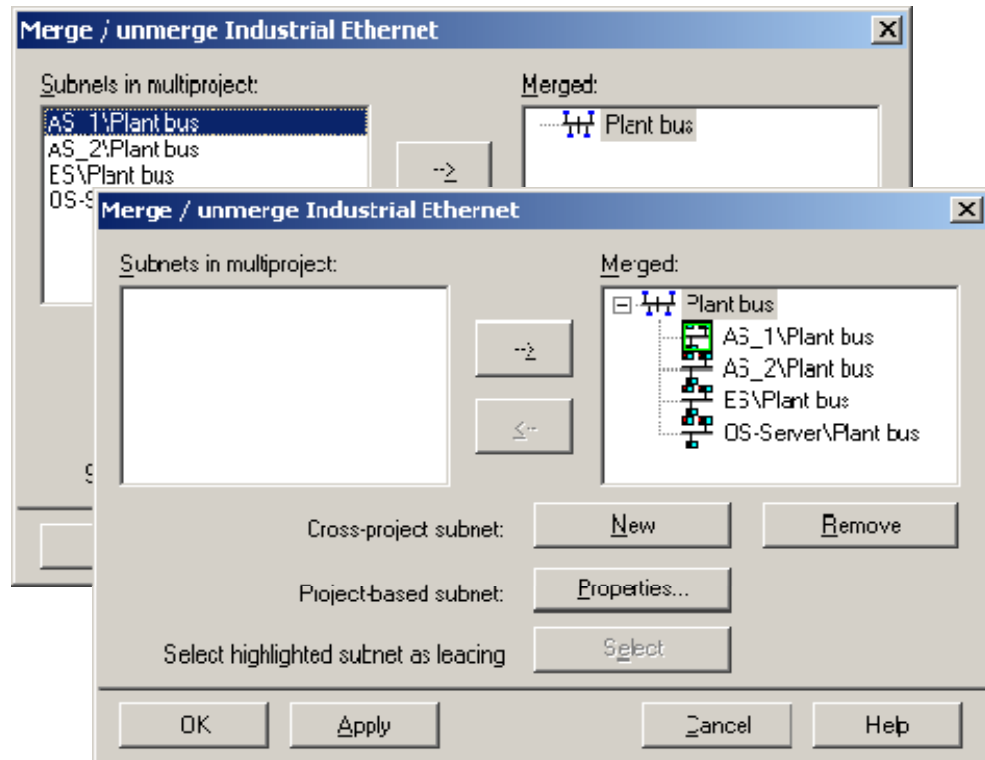 Merge / unmerge Industrial Ethernet
Subnets in multiproject:
Merged:
AS_1\Plant bus
AS_2\Plant bus
ES\Plant bus
OS-S
Plant bus
-->
Merge / unmerge Industrial Ethernet
Subnets in multiproject:
Merged:
Plant bus
AS_1\Plant bus
AS_2\Plant bus
ES\Plant bus
OS-Server\Plant bus
-->
<--
Cross-project subnet:
New
Remove
Project-based subnet:
Properties...
Select highlighted subnet as leading
Select
OK
Apply
Cancel
Help